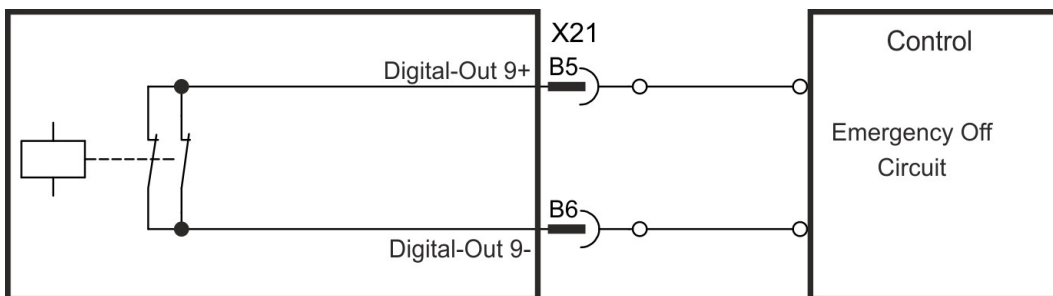 X21
Control
Digital-Out 9+
B5
Emergency Off
Circuit
B6
Digital-Out 9-